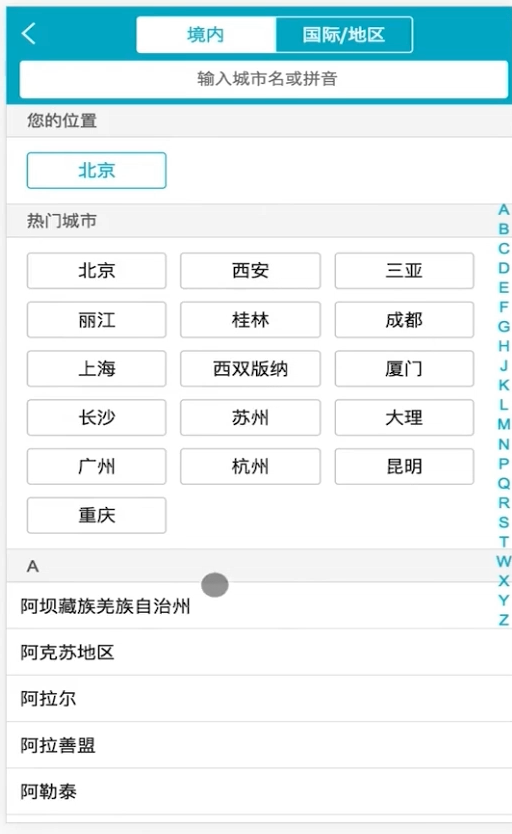 境内 国际/地区
输入城市名或拼音
您的位置
北京
热门城市
北京 西安 三亚
丽江 桂林 成都
上海 西双版纳 厦门
长沙 苏州 大理
广州 杭州 昆明
重庆
A
阿坝藏族羌族自治州
阿克苏地区
阿拉尔
阿拉善盟
阿勒泰
A
B
C
D
E
F
G
H
J
K
L
M
N
P
Q
R
S
T
W
X
Y
Z